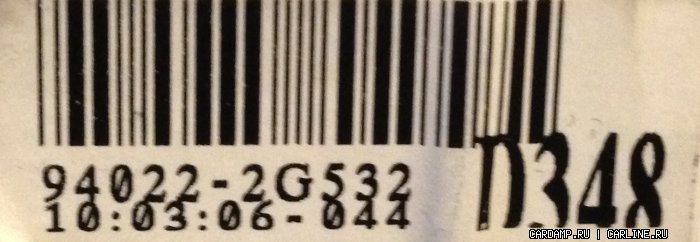 94022-2G532
10:03:06-044
D348
CARDAMP.RU | CARLINE.RU